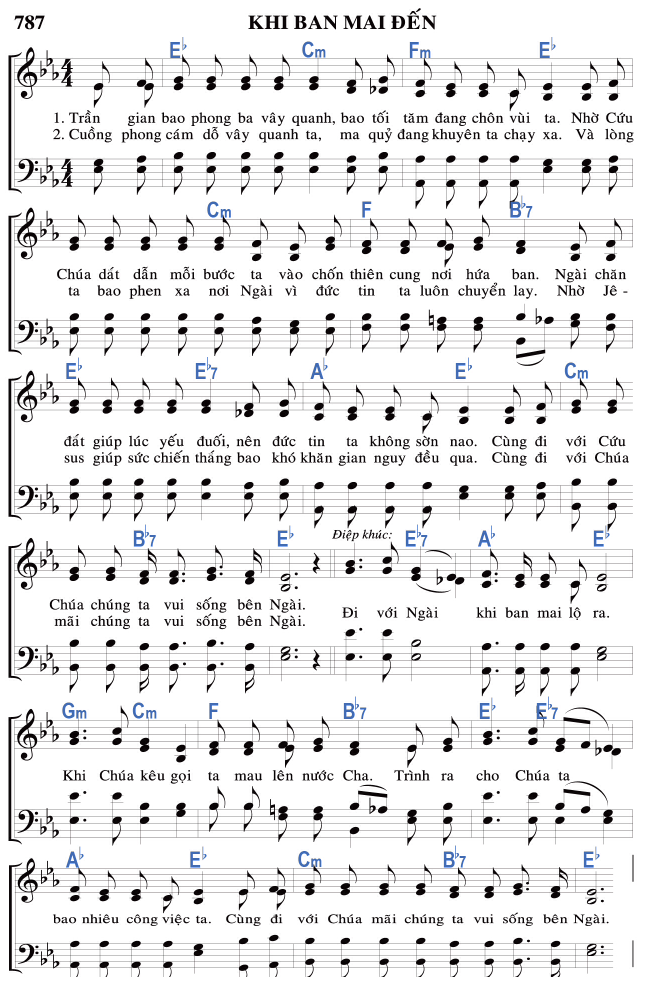 787 KHI BAN MAI ĐẾN
E♭ Cm Fm E♭
1. Trần gian bao phong ba vây quanh, bao tối tăm đang chôn vùi ta. Nhờ Cứu
2. Cuồng phong cám dỗ vây quanh ta, ma quỷ đang khuyên ta chạy xa. Và lòng
Cm F B♭7
Chúa dắt dẫn mỗi bước ta vào chốn thiên cung nơi hứa ban. Ngài chăn
ta bao phen xa nơi Ngài vì đức tin ta luôn chuyển lay. Nhờ Jê -
E♭ E♭7 A♭ E♭ Cm
dắt giúp lúc yếu đuối, nên đức tin ta không sờn nao. Cùng đi với Cứu
sus giúp sức chiến thắng bao khó khăn gian nguy đều qua. Cùng đi với Chúa
B♭7 E♭ Điệp khúc: E♭7 A♭ E♭
Chúa chúng ta vui sống bên Ngài. Đi với Ngài khi ban mai lộ ra.
mãi chúng ta vui sống bên Ngài.
Gm Cm F B♭7 E♭ E♭7
Khi Chúa kêu gọi ta mau lên nước Cha. Trình ra cho Chúa ta
A♭ E♭ Cm B♭7 E♭
bao nhiêu công việc ta. Cùng đi với Chúa mãi chúng ta vui sống bên Ngài.